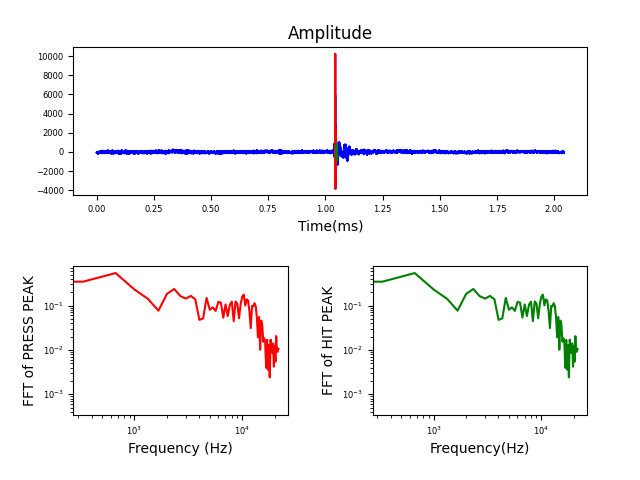 Amplitude
10000
8000
6000
4000
2000
0
−2000
−4000
0.00 0.25 0.50 0.75 1.00 1.25 1.50 1.75 2.00
Time(ms)
FFT of PRESS PEAK
10⁻¹
10⁻²
10⁻³
10³ 10⁴
Frequency (Hz)
FFT of HIT PEAK
10⁻¹
10⁻²
10⁻³
10³ 10⁴
Frequency(Hz)